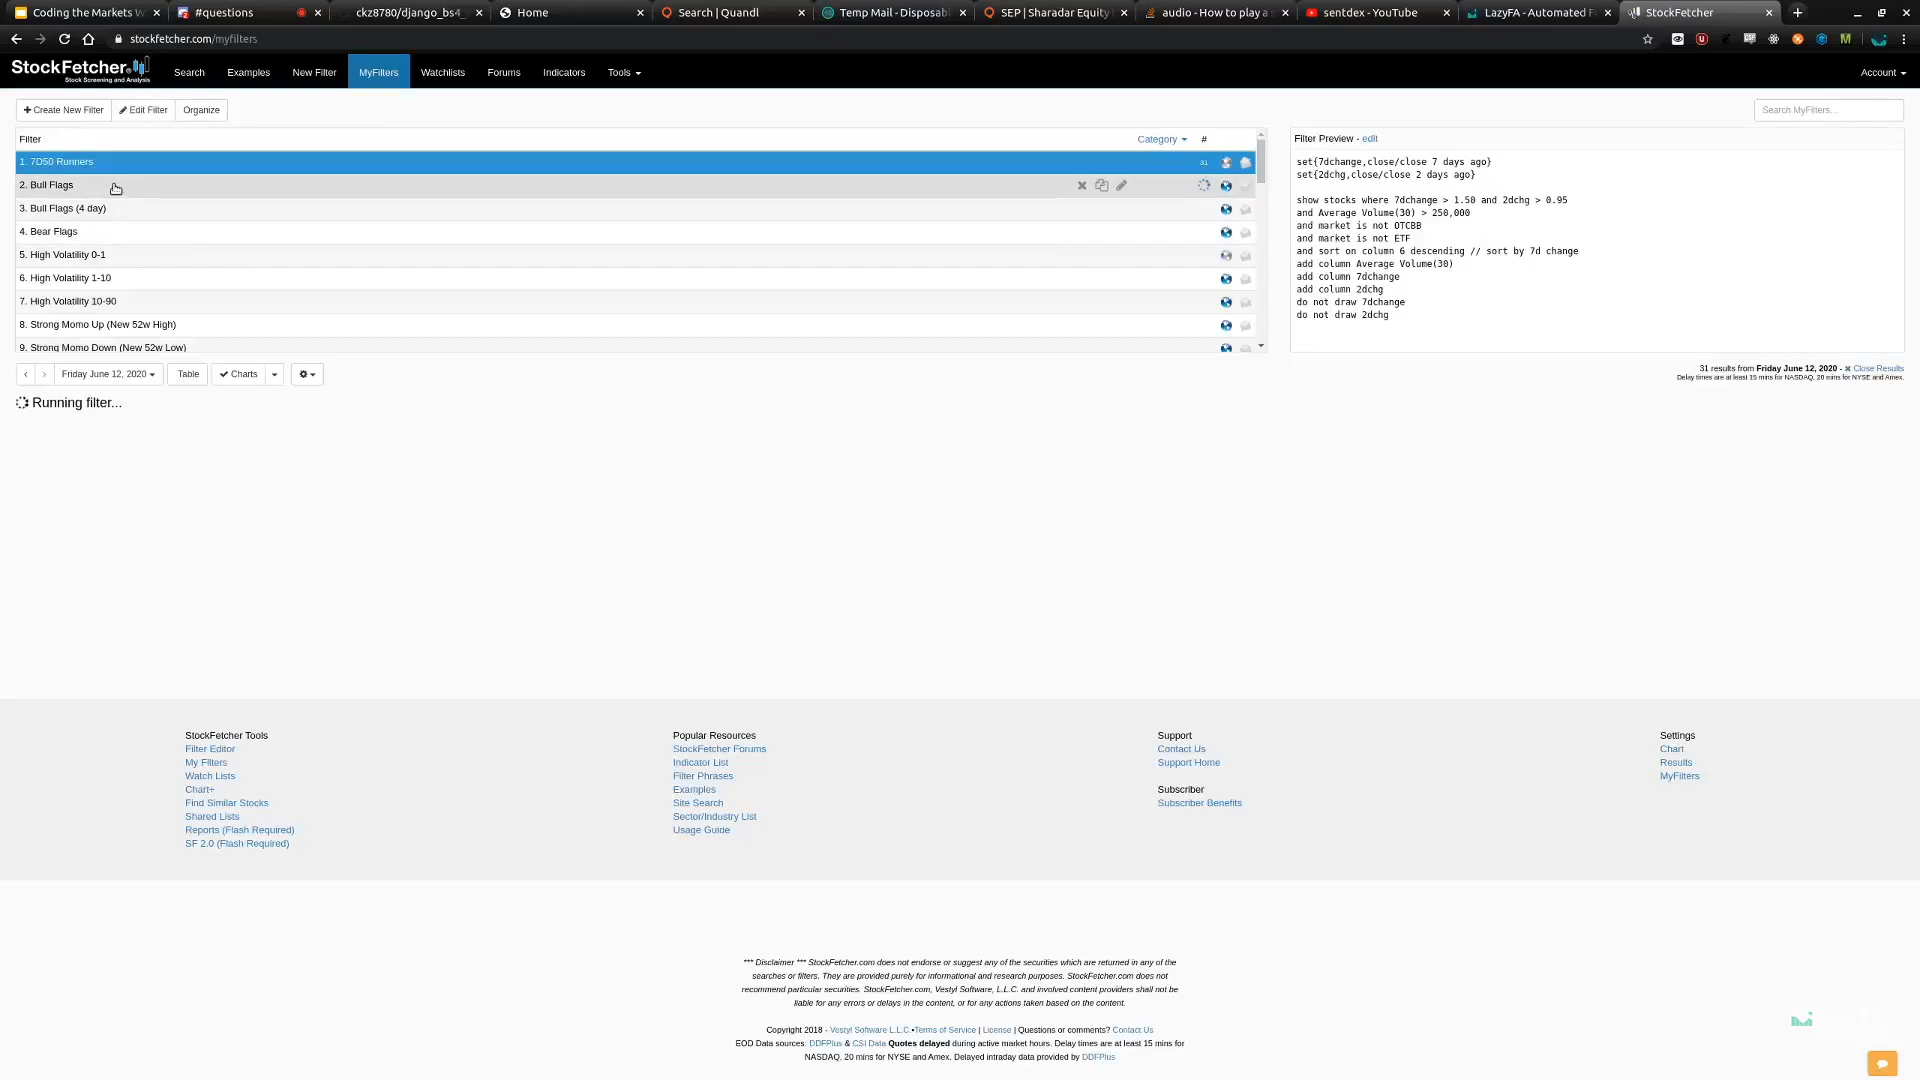 Coding the Markets W
#questions
ckz8780/django_bs4_
Home
Search | Quandl
Temp Mail - Disposabl
SEP | Sharadar Equity
audio - How to play a s
sentdex - YouTube
LazyFA - Automated F
StockFetcher
stockfetcher.com/myfilters
StockFetcher
Stock Screening and Analysis
Search
Examples
New Filter
MyFilters
Watchlists
Forums
Indicators
Tools
Account
Create New Filter
Edit Filter
Organize
Search MyFilters...
Filter
Category
#
1. 7D50 Runners
31
2. Bull Flags
3. Bull Flags (4 day)
4. Bear Flags
5. High Volatility 0-1
6. High Volatility 1-10
7. High Volatility 10-90
8. Strong Momo Up (New 52w High)
9. Strong Momo Down (New 52w Low)
Filter Preview - edit
set{7dchange,close/close 7 days ago}
set{2dchg,close/close 2 days ago}
show stocks where 7dchange > 1.50 and 2dchg > 0.95
and Average Volume(30) > 250,000
and market is not OTCBB
and market is not ETF
and sort on column 6 descending // sort by 7d change
add column Average Volume(30)
add column 7dchange
add column 2dchg
do not draw 7dchange
do not draw 2dchg
Friday June 12, 2020
Table
Charts
31 results from Friday June 12, 2020 - Close Results
Delay times are at least 15 mins for NASDAQ, 20 mins for NYSE and Amex.
Running filter...
StockFetcher Tools
Filter Editor
My Filters
Watch Lists
Chart+
Find Similar Stocks
Shared Lists
Reports (Flash Required)
SF 2.0 (Flash Required)
Popular Resources
StockFetcher Forums
Indicator List
Filter Phrases
Examples
Site Search
Sector/Industry List
Usage Guide
Support
Contact Us
Support Home
Subscriber
Subscriber Benefits
Settings
Chart
Results
MyFilters
*** Disclaimer *** StockFetcher.com does not endorse or suggest any of the securities which are returned in any of the
searches or filters. They are provided purely for informational and research purposes. StockFetcher.com does not
recommend particular securities. StockFetcher.com, Vestyl Software, L.L.C. and involved content providers shall not be
liable for any errors or delays in the content, or for any actions taken based on the content.
Copyright 2018 - Vestyl Software L.L.C.•Terms of Service | License | Questions or comments? Contact Us
EOD Data sources: DDFPlus & CSI Data Quotes delayed during active market hours. Delay times are at least 15 mins for
NASDAQ, 20 mins for NYSE and Amex. Delayed intraday data provided by DDFPlus